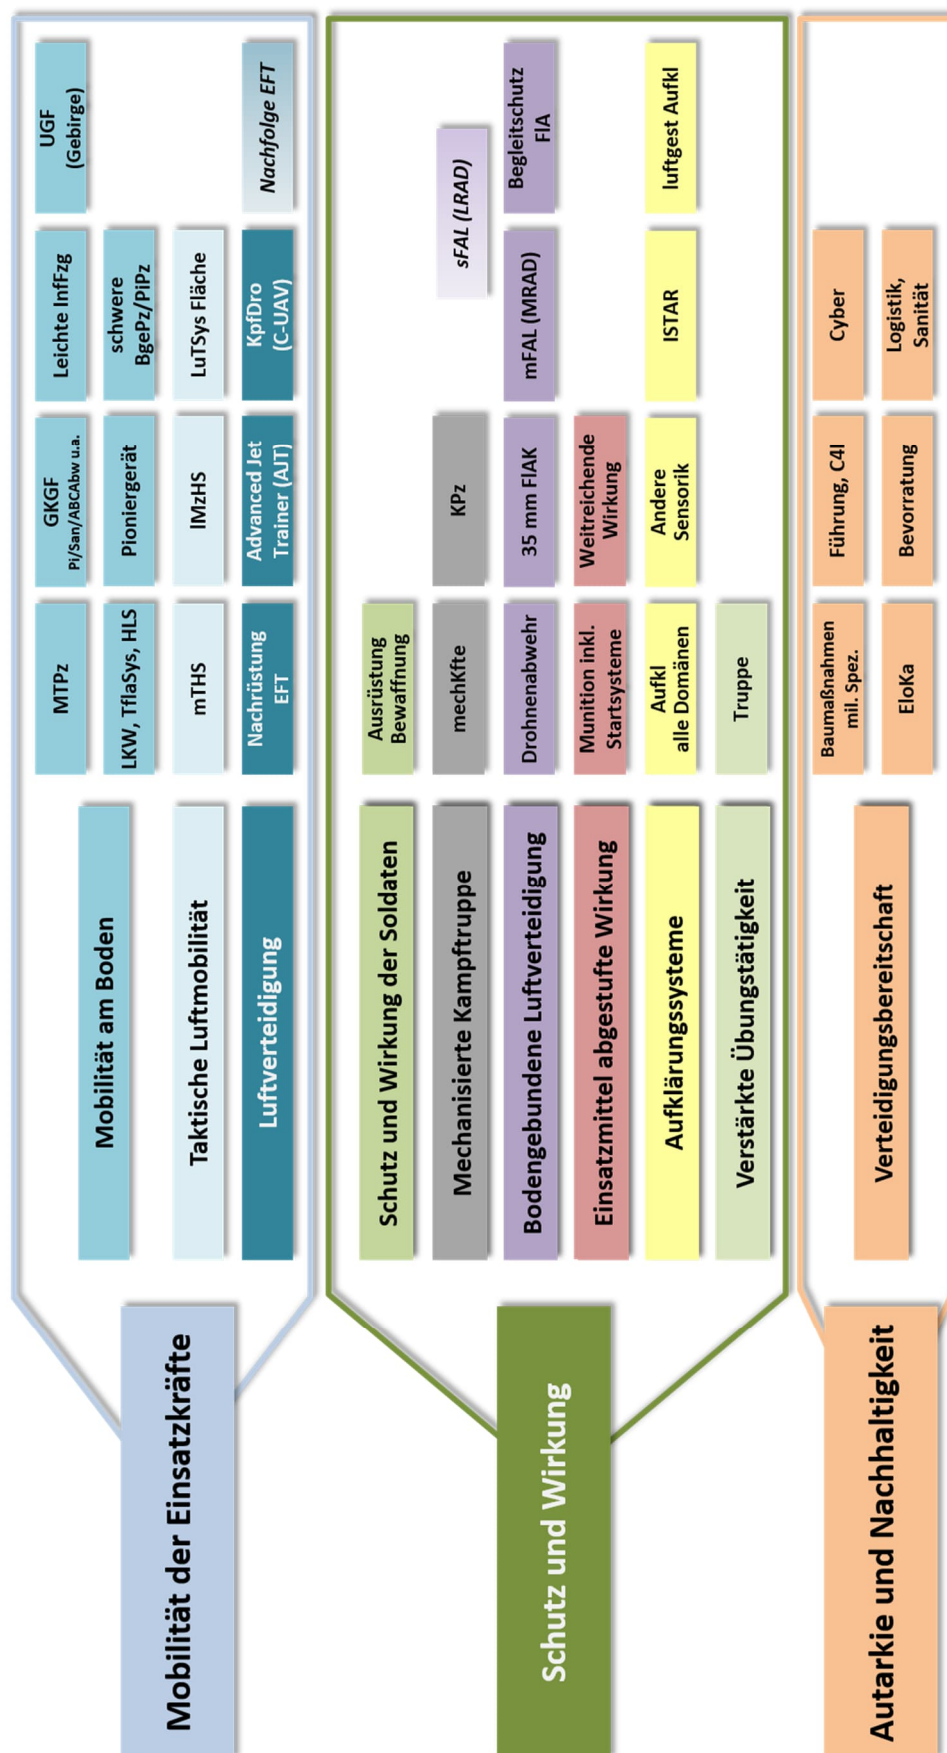 Mobilität der Einsatzkräfte
Mobilität am Boden
MTPz
GKGF
Pi/San/ABCAbw u.a.
Leichte InfFzg
UGF
(Gebirge)
LKW, TflaSys, HLS
Pioniergerät
schwere
BgePz/PiPz
Taktische Luftmobilität
mTHS
lMzHS
LuTSys Fläche
Luftverteidigung
Nachrüstung
EFT
Advanced Jet
Trainer (AJT)
KpfDro
(C-UAV)
Nachfolge EFT
Schutz und Wirkung
Schutz und Wirkung der Soldaten
Ausrüstung
Bewaffnung
Mechanisierte Kampftruppe
mechKfte
KPz
sFAL (LRAD)
Bodengebundene Luftverteidigung
Drohnenabwehr
35 mm FlAK
mFAL (MRAD)
Begleitschutz
FlA
Einsatzmittel abgestufte Wirkung
Munition inkl.
Startsysteme
Weitreichende
Wirkung
Aufklärungssysteme
Aufkl
alle Domänen
Andere
Sensorik
ISTAR
luftgest Aufkl
Verstärkte Übungstätigkeit
Truppe
Autarkie und Nachhaltigkeit
Verteidigungsbereitschaft
Baumaßnahmen
mil. Spez.
Führung, C4I
Cyber
EloKa
Bevorratung
Logistik,
Sanität